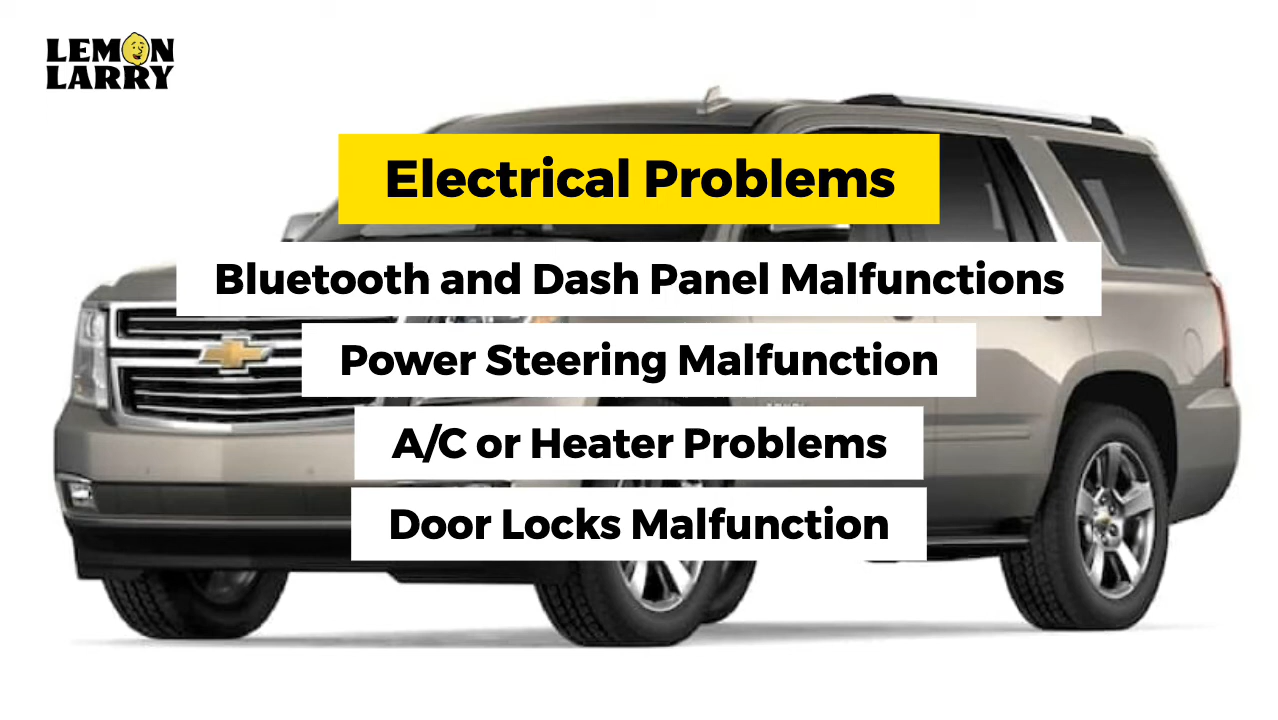 LEMON
LARRY
Electrical Problems
Bluetooth and Dash Panel Malfunctions
Power Steering Malfunction
A/C or Heater Problems
Door Locks Malfunction